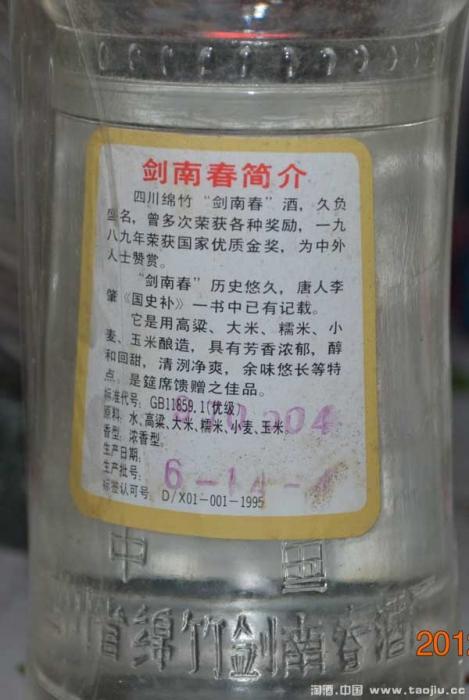 剑南春简介
四川绵竹“剑南春”酒,久负
盛名,曾多次荣获各种奖励,一九
八九年荣获国家优质金奖,为中外
人士赞赏。
“剑南春”历史悠久,唐人李
肇《国史补》一书中已有记载。
它是用高粱、大米、糯米、小
麦、玉米酿造,具有芳香浓郁,醇
和回甜,清洌净爽,余味悠长等特
点。是筵席馈赠之佳品。
标准代号:GB11859.1(优级)
原料:水、高粱、大米、糯米、小麦、玉米
香型:浓香型。
生产日期:
生产批号:6-14-
标签认可号:D/X01-001-1995
中国
省绵竹剑南春酒
2012
淘酒.中国 www.taojiu.cc